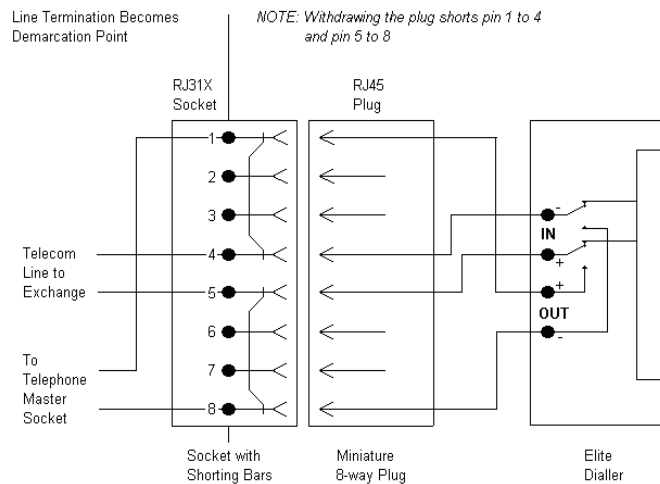 Line Termination Becomes
Demarcation Point
NOTE: Withdrawing the plug shorts pin 1 to 4
and pin 5 to 8
RJ31X
Socket
RJ45
Plug
1
2
3
4
5
6
7
8
Telecom
Line to
Exchange
To
Telephone
Master
Socket
-
IN
+
+
OUT
-
Socket with
Shorting Bars
Miniature
8-way Plug
Elite
Dialler